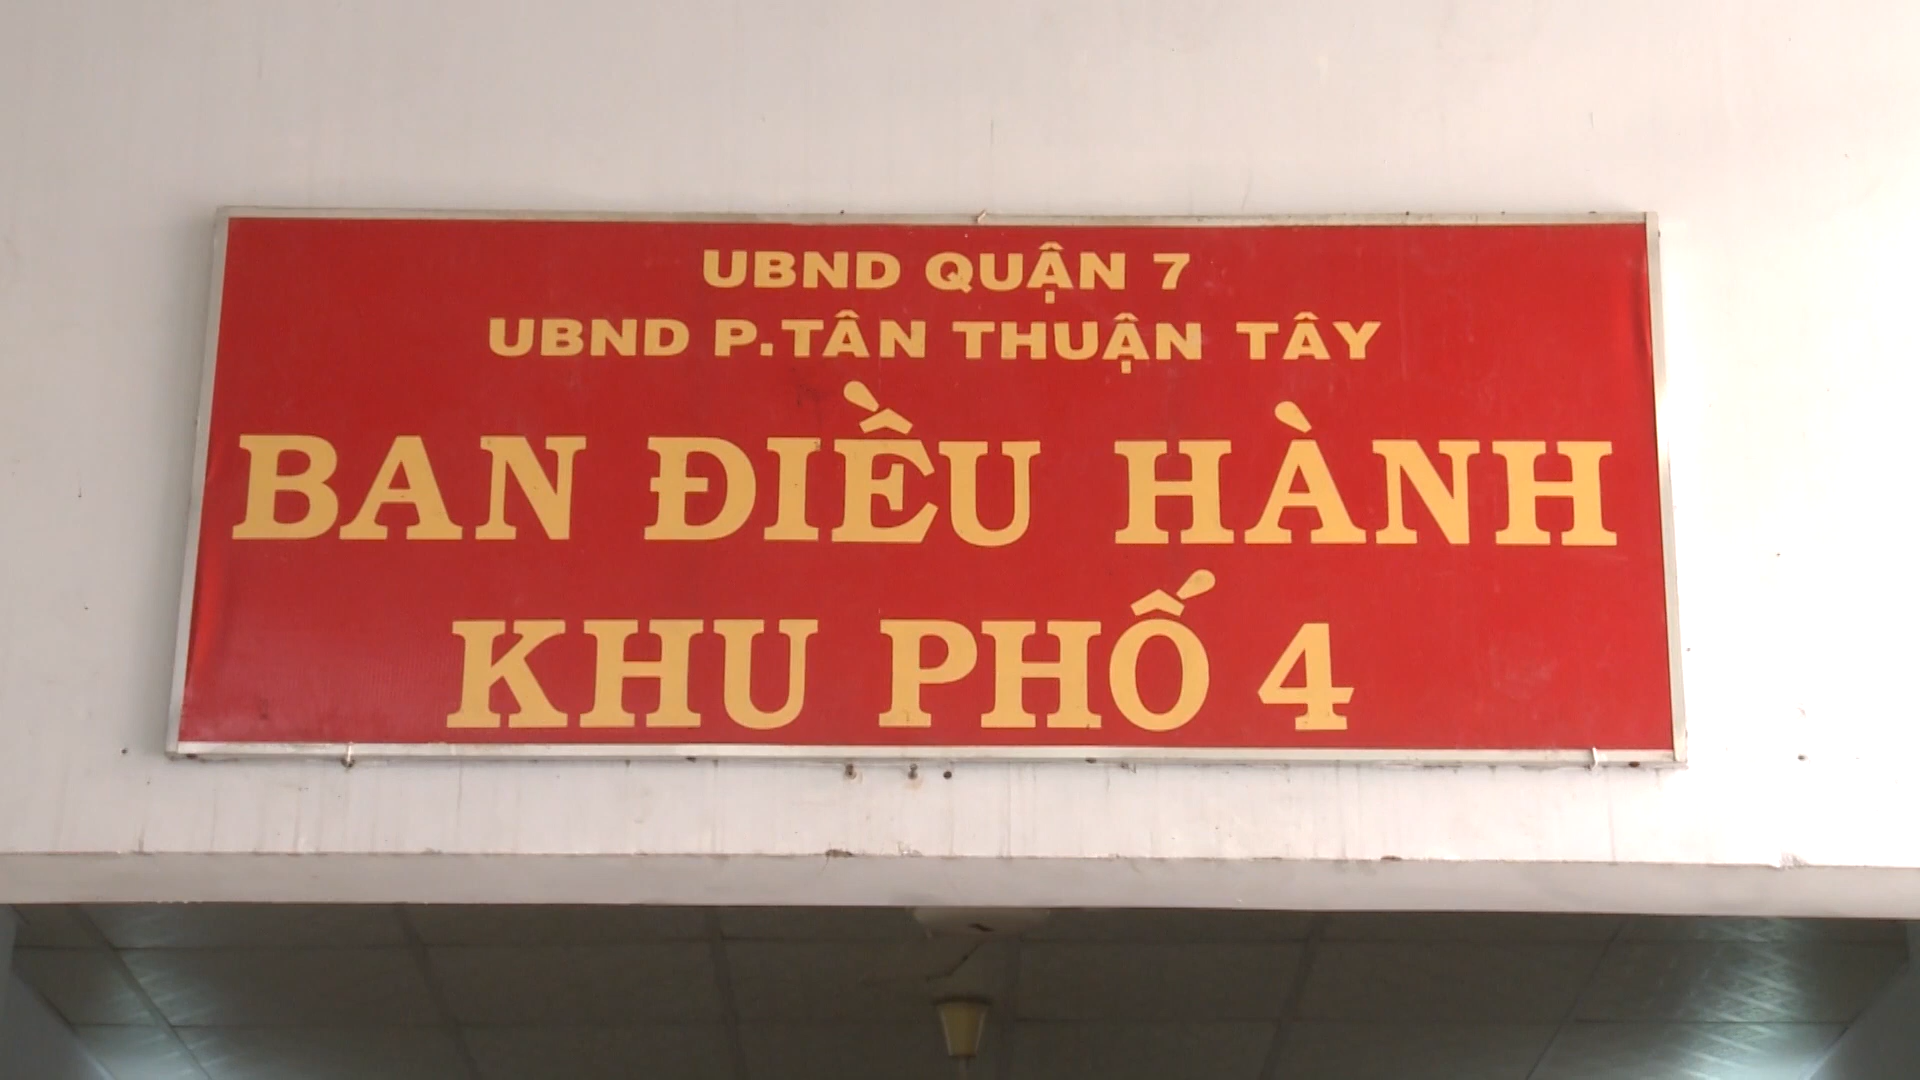 UBND QUẬN 7
UBND P.TÂN THUẬN TÂY
BAN ĐIỀU HÀNH
KHU PHỐ 4